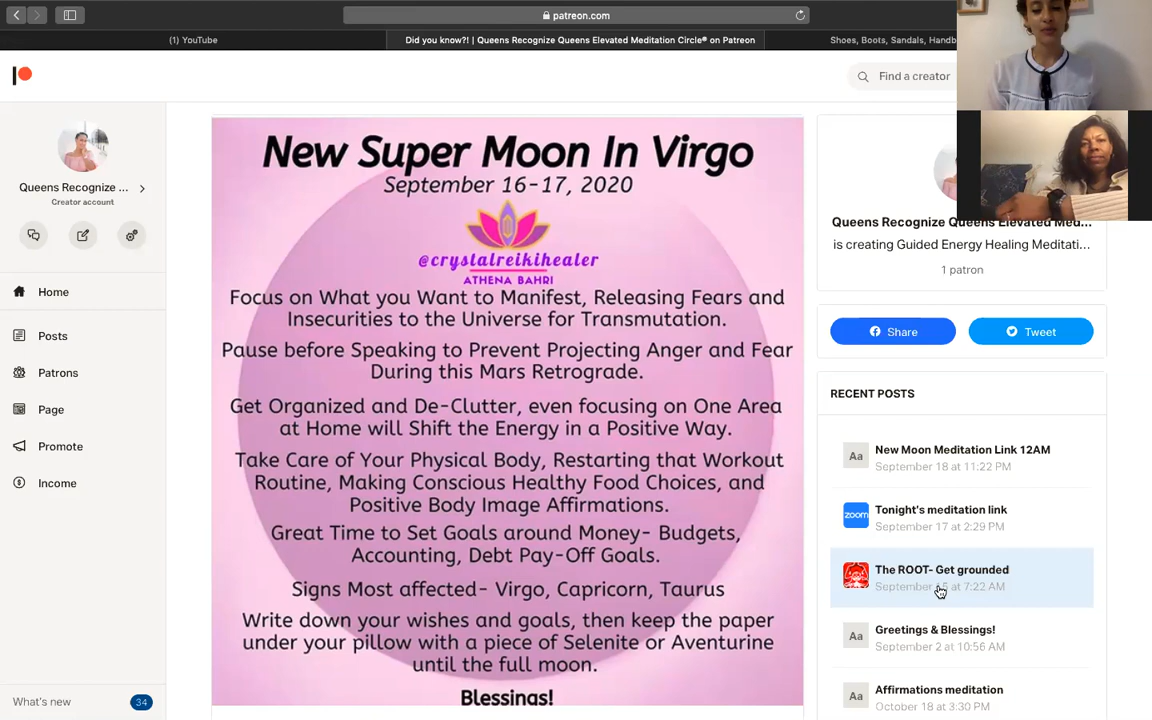 patreon.com
(1) YouTube
Did you know?! | Queens Recognize Queens Elevated Meditation Circle® on Patreon
Shoes, Boots, Sandals, Handb
Find a creator
Queens Recognize ...
Creator account
Home
Posts
Patrons
Page
Promote
Income
What's new
34
New Super Moon In Virgo
September 16-17, 2020
@crystalreikihealer
ATHENA BAHRI
Focus on What you Want to Manifest, Releasing Fears and
Insecurities to the Universe for Transmutation.
Pause before Speaking to Prevent Projecting Anger and Fear
During this Mars Retrograde.
Get Organized and De-Clutter, even focusing on One Area
at Home will Shift the Energy in a Positive Way.
Take Care of Your Physical Body, Restarting that Workout
Routine, Making Conscious Healthy Food Choices, and
Positive Body Image Affirmations.
Great Time to Set Goals around Money- Budgets,
Accounting, Debt Pay-Off Goals.
Signs Most affected- Virgo, Capricorn, Taurus
Write down your wishes and goals, then keep the paper
under your pillow with a piece of Selenite or Aventurine
until the full moon.
Blessings!
Queens Recognize Queens Elevated Med...
is creating Guided Energy Healing Meditati...
1 patron
Share
Tweet
RECENT POSTS
Aa
New Moon Meditation Link 12AM
September 18 at 11:22 PM
zoom
Tonight's meditation link
September 17 at 2:29 PM
The ROOT- Get grounded
September 15 at 7:22 AM
Aa
Greetings & Blessings!
September 2 at 10:56 AM
Aa
Affirmations meditation
October 18 at 3:30 PM